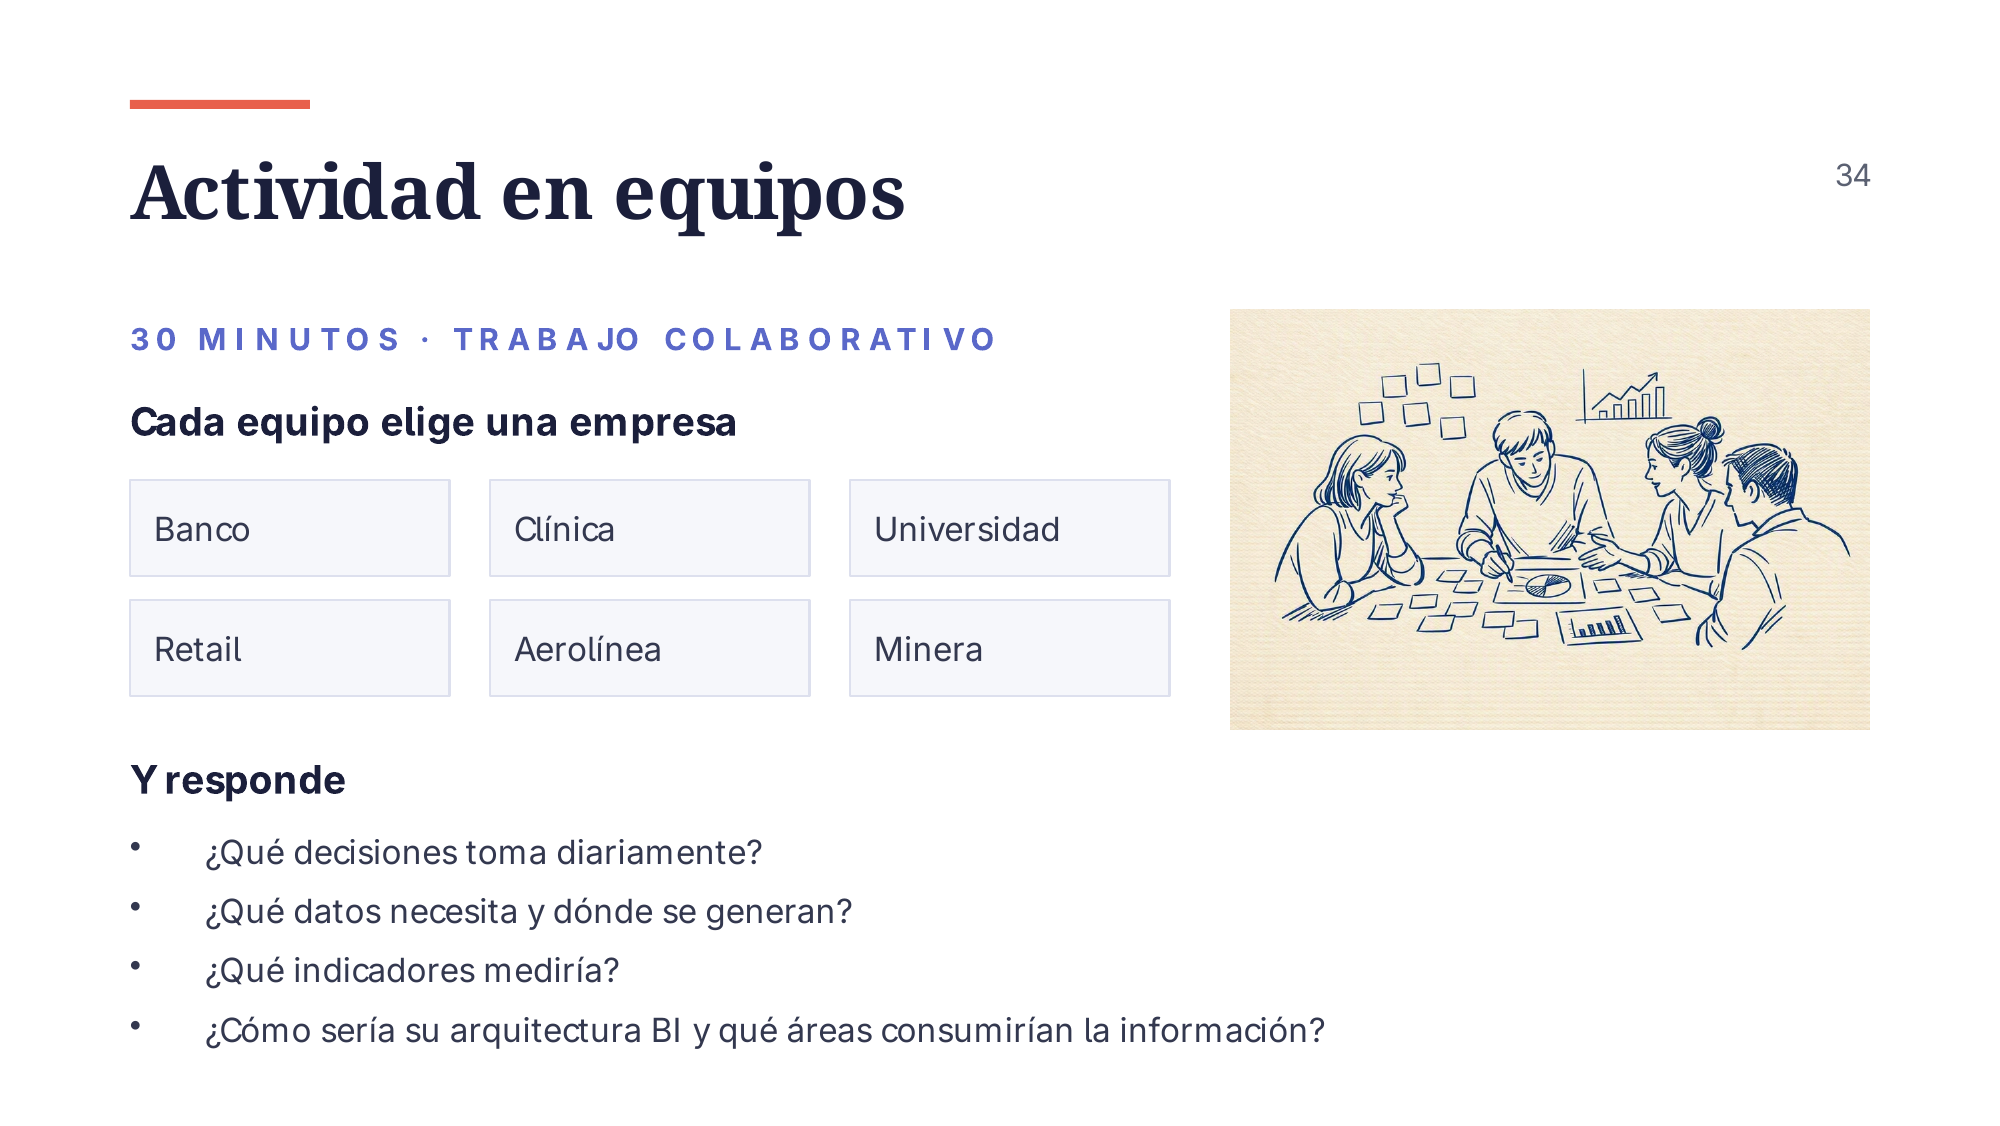 Actividad en equipos
34
30 MINUTOS · TRABAJO COLABORATIVO
Cada equipo elige una empresa
Banco
Clínica
Universidad
Retail
Aerolínea
Minera
Y responde
• ¿Qué decisiones toma diariamente?
• ¿Qué datos necesita y dónde se generan?
• ¿Qué indicadores mediría?
• ¿Cómo sería su arquitectura BI y qué áreas consumirían la información?